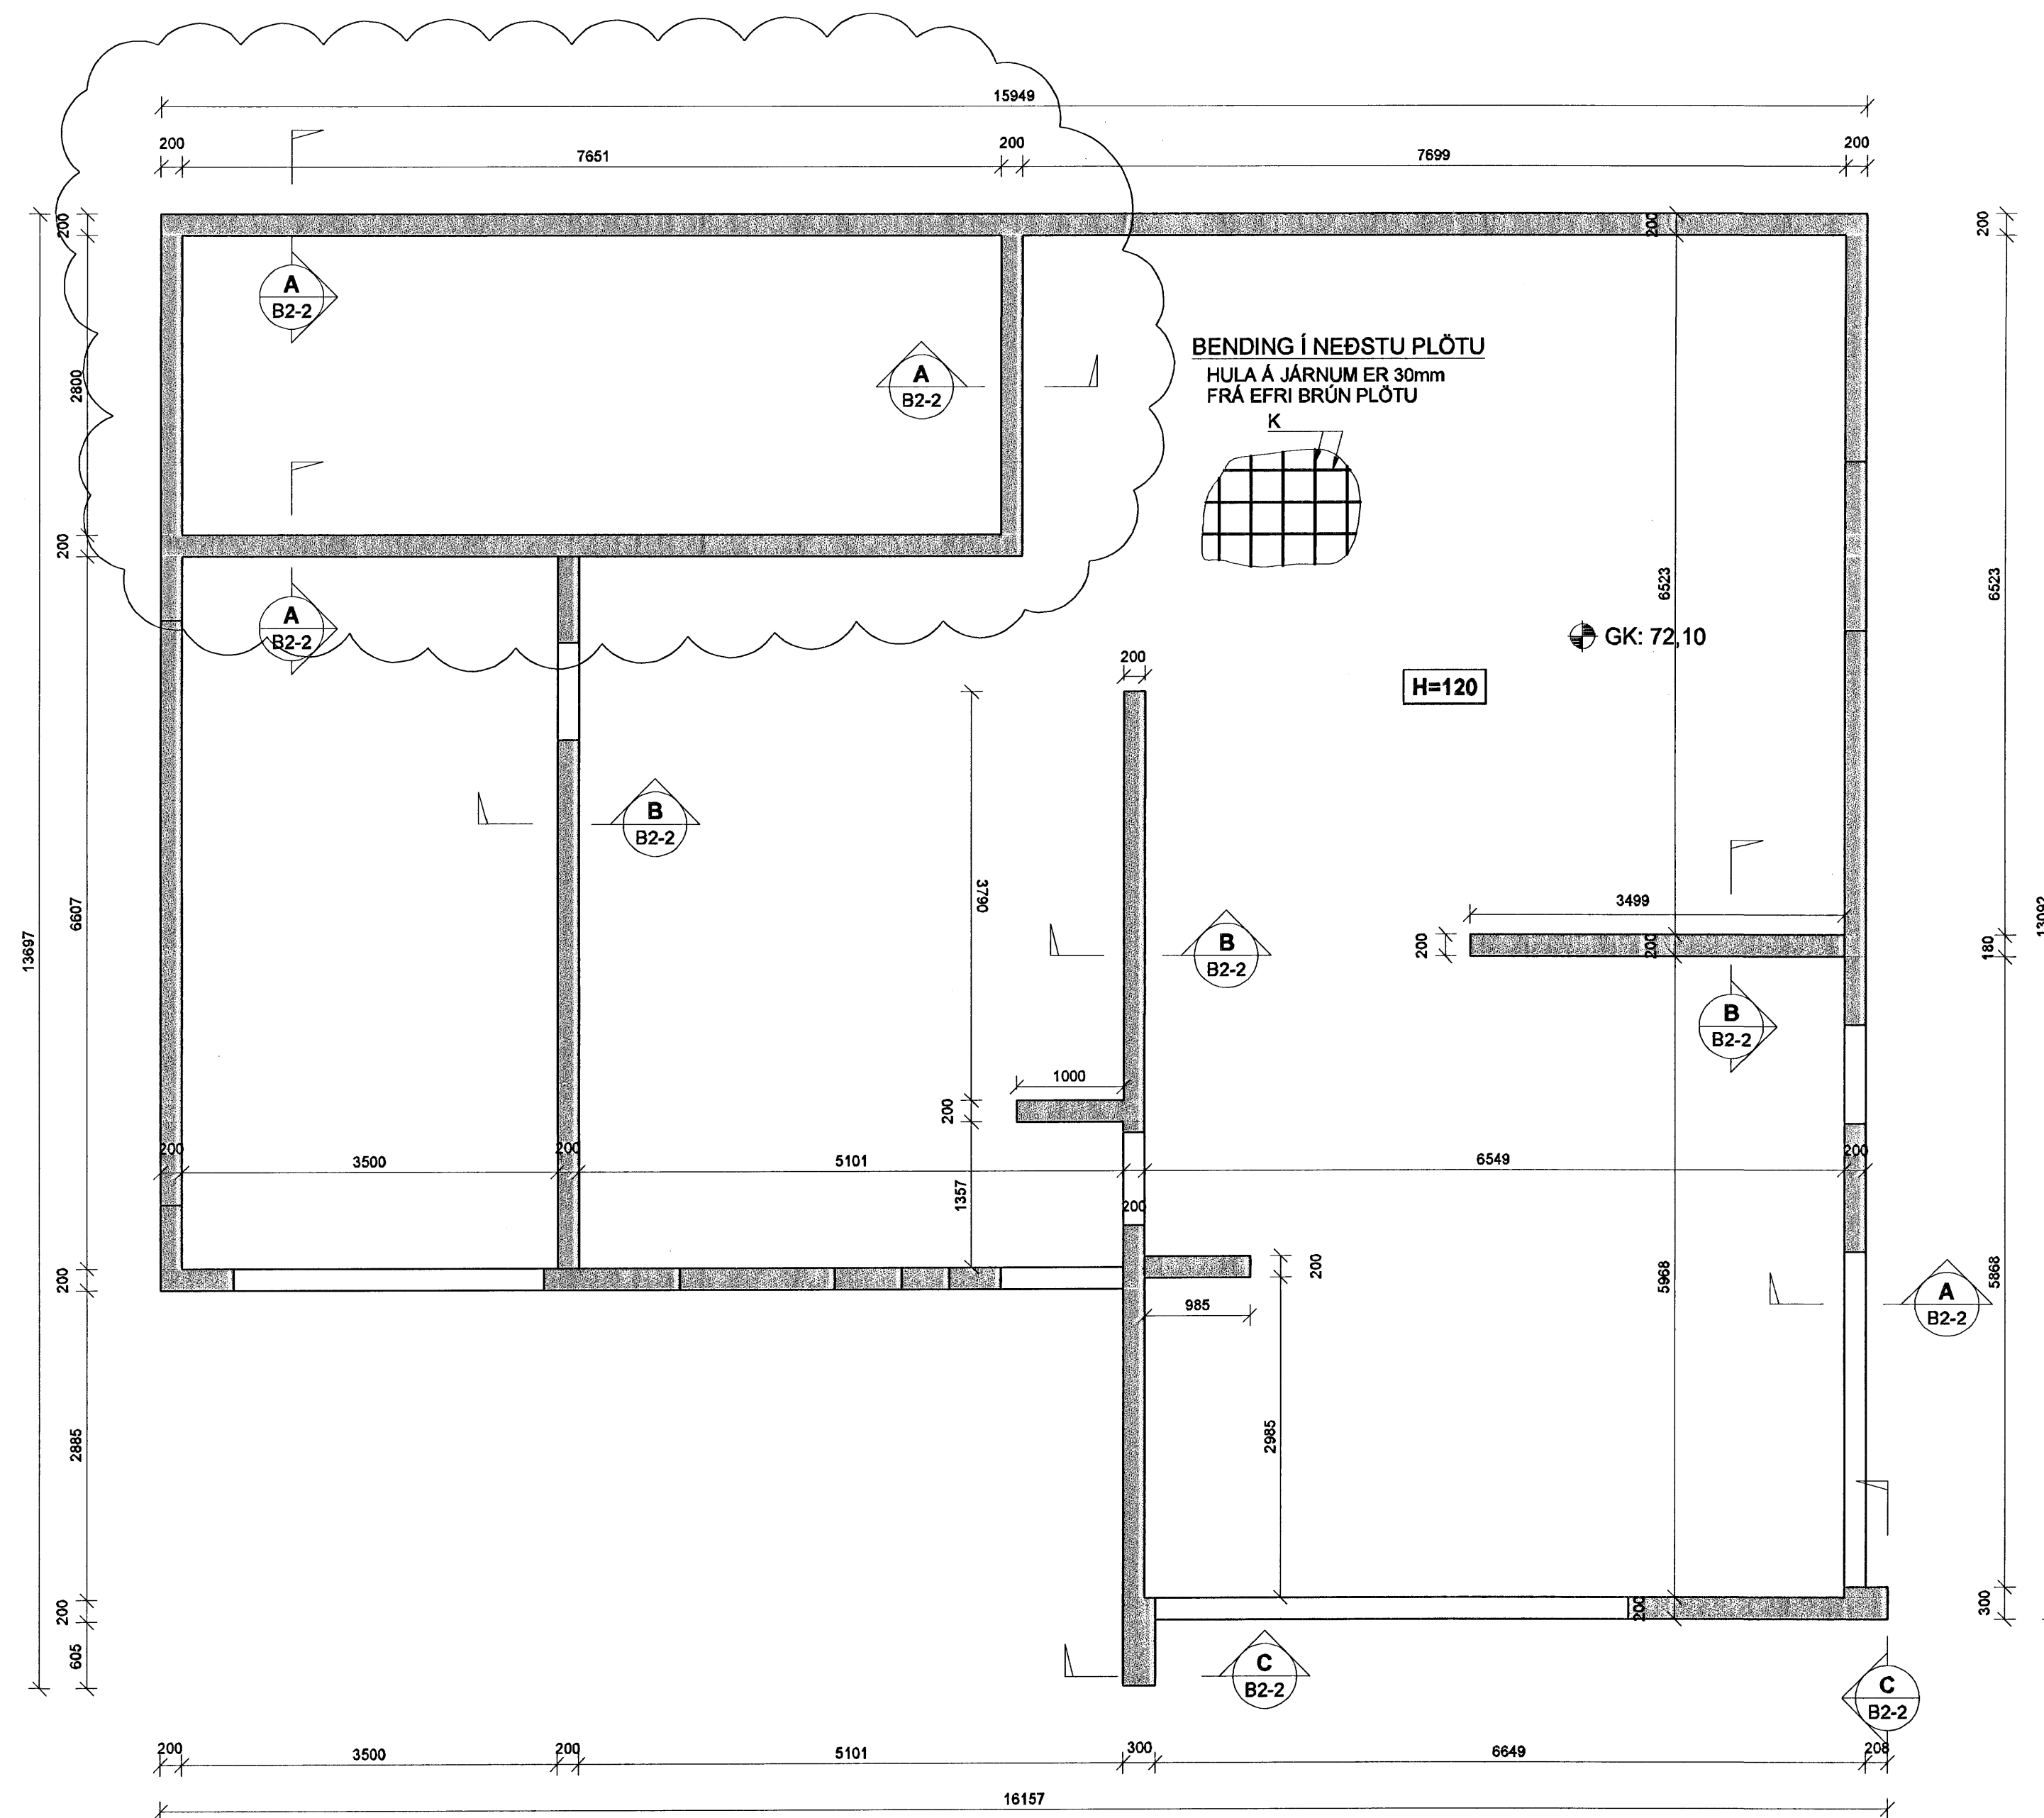 15949
200
7651
200
7699
200
200
200
200
A
B2-2
2800
A
B2-2
BENDING Í NEÐSTU PLÖTU
HULA Á JÁRNUM ER 30mm
FRÁ EFRI BRÚN PLÖTU
K
200
6523
6523
A
B2-2
GK: 72,10
200
H=120
B
B2-2
3790
3499
6607
13697
13092
B
B2-2
200
200
180
B
B2-2
1000
200
200
3500
200
5101
6549
200
1357
200
200
200
5968
5868
A
B2-2
985
2885
2985
200
200
300
605
C
B2-2
C
B2-2
200
3500
200
5101
300
6649
208
16157